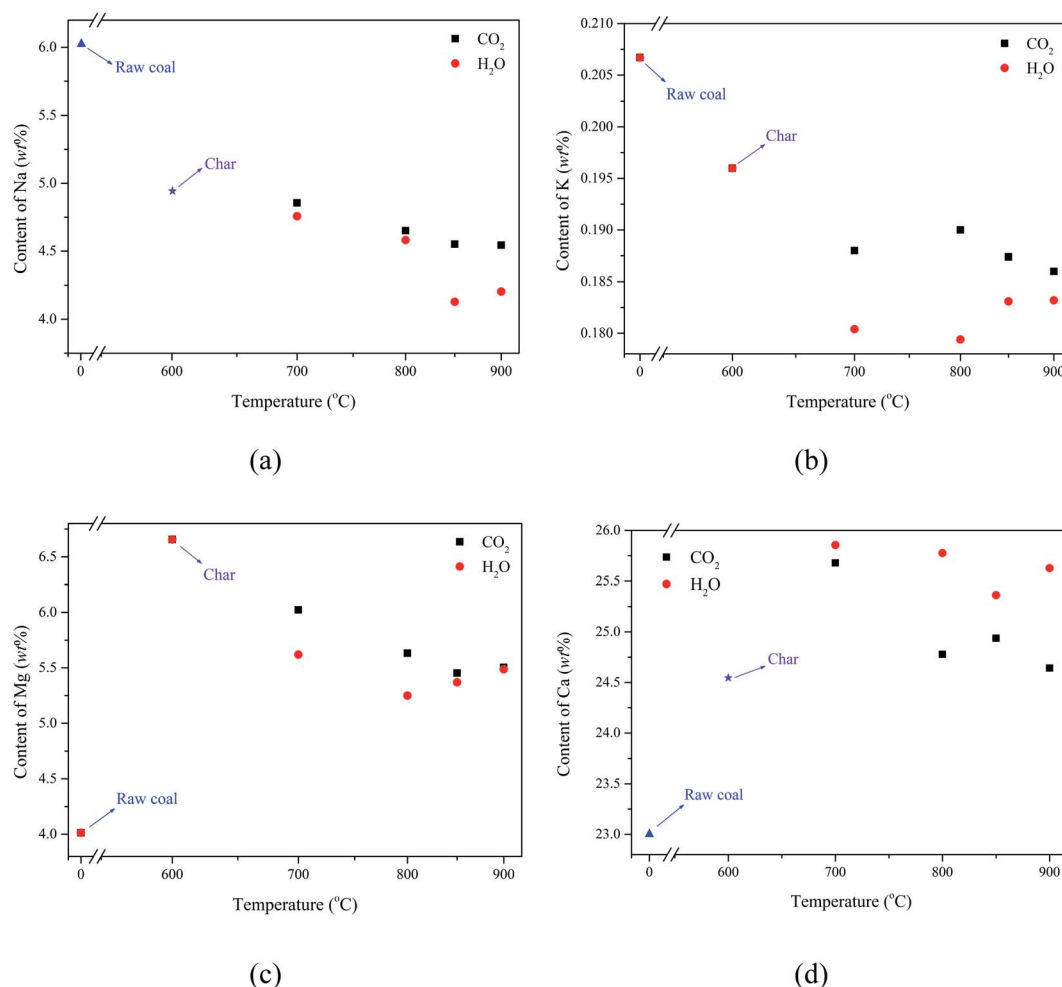 6.0
5.5
5.0
4.5
4.0
Content of Na (wt%)
CO2
H2O
Raw coal
Char
0 600 700 800 900
Temperature (oC)
(a)
0.210
0.205
0.200
0.195
0.190
0.185
0.180
Content of K (wt%)
CO2
H2O
Raw coal
Char
0 600 700 800 900
Temperature (oC)
(b)
6.5
6.0
5.5
5.0
4.5
4.0
Content of Mg (wt%)
CO2
H2O
Char
Raw coal
0 600 700 800 900
Temperature (oC)
(c)
26.0
25.5
25.0
24.5
24.0
23.5
23.0
Content of Ca (wt%)
CO2
H2O
Char
Raw coal
0 600 700 800 900
Temperature (oC)
(d)